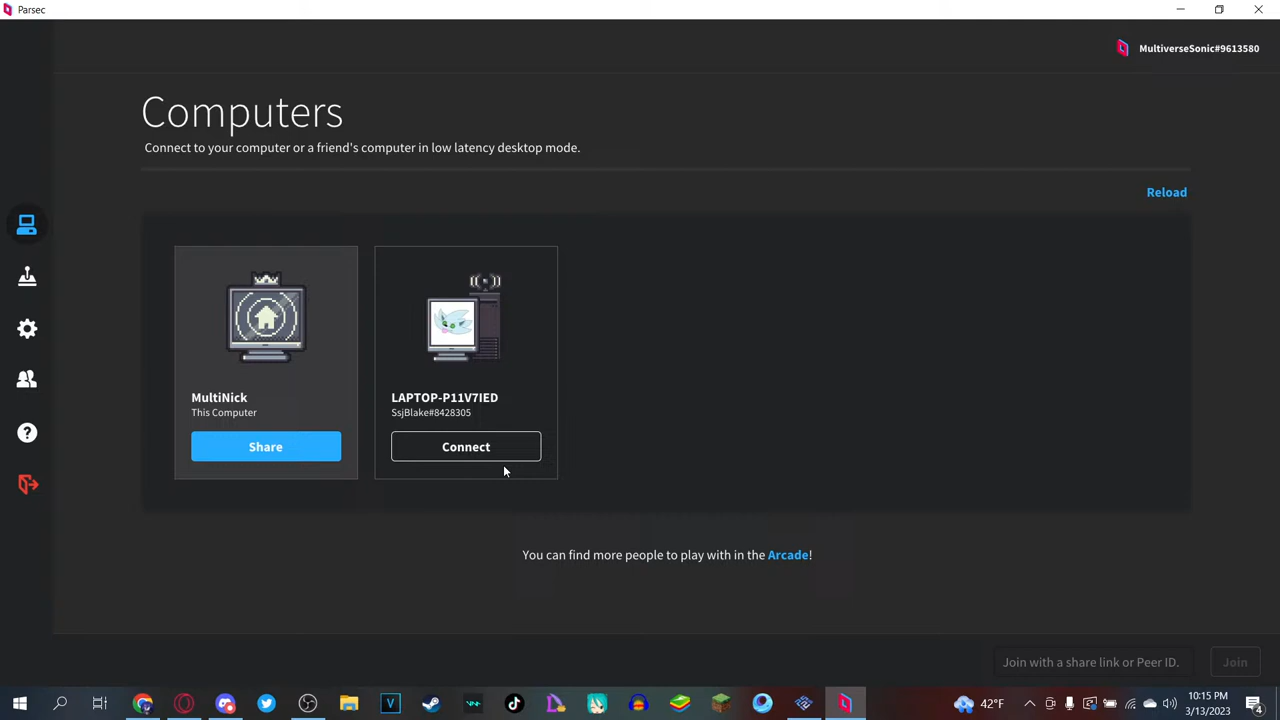 Parsec
MultiverseSonic#9613580
Computers
Connect to your computer or a friend's computer in low latency desktop mode.
Reload
MultiNick
This Computer
Share
LAPTOP-P11V7IED
SsjBlake#8428305
Connect
You can find more people to play with in the Arcade!
Join with a share link or Peer ID.
Join
42°F
10:15 PM
3/13/2023
4